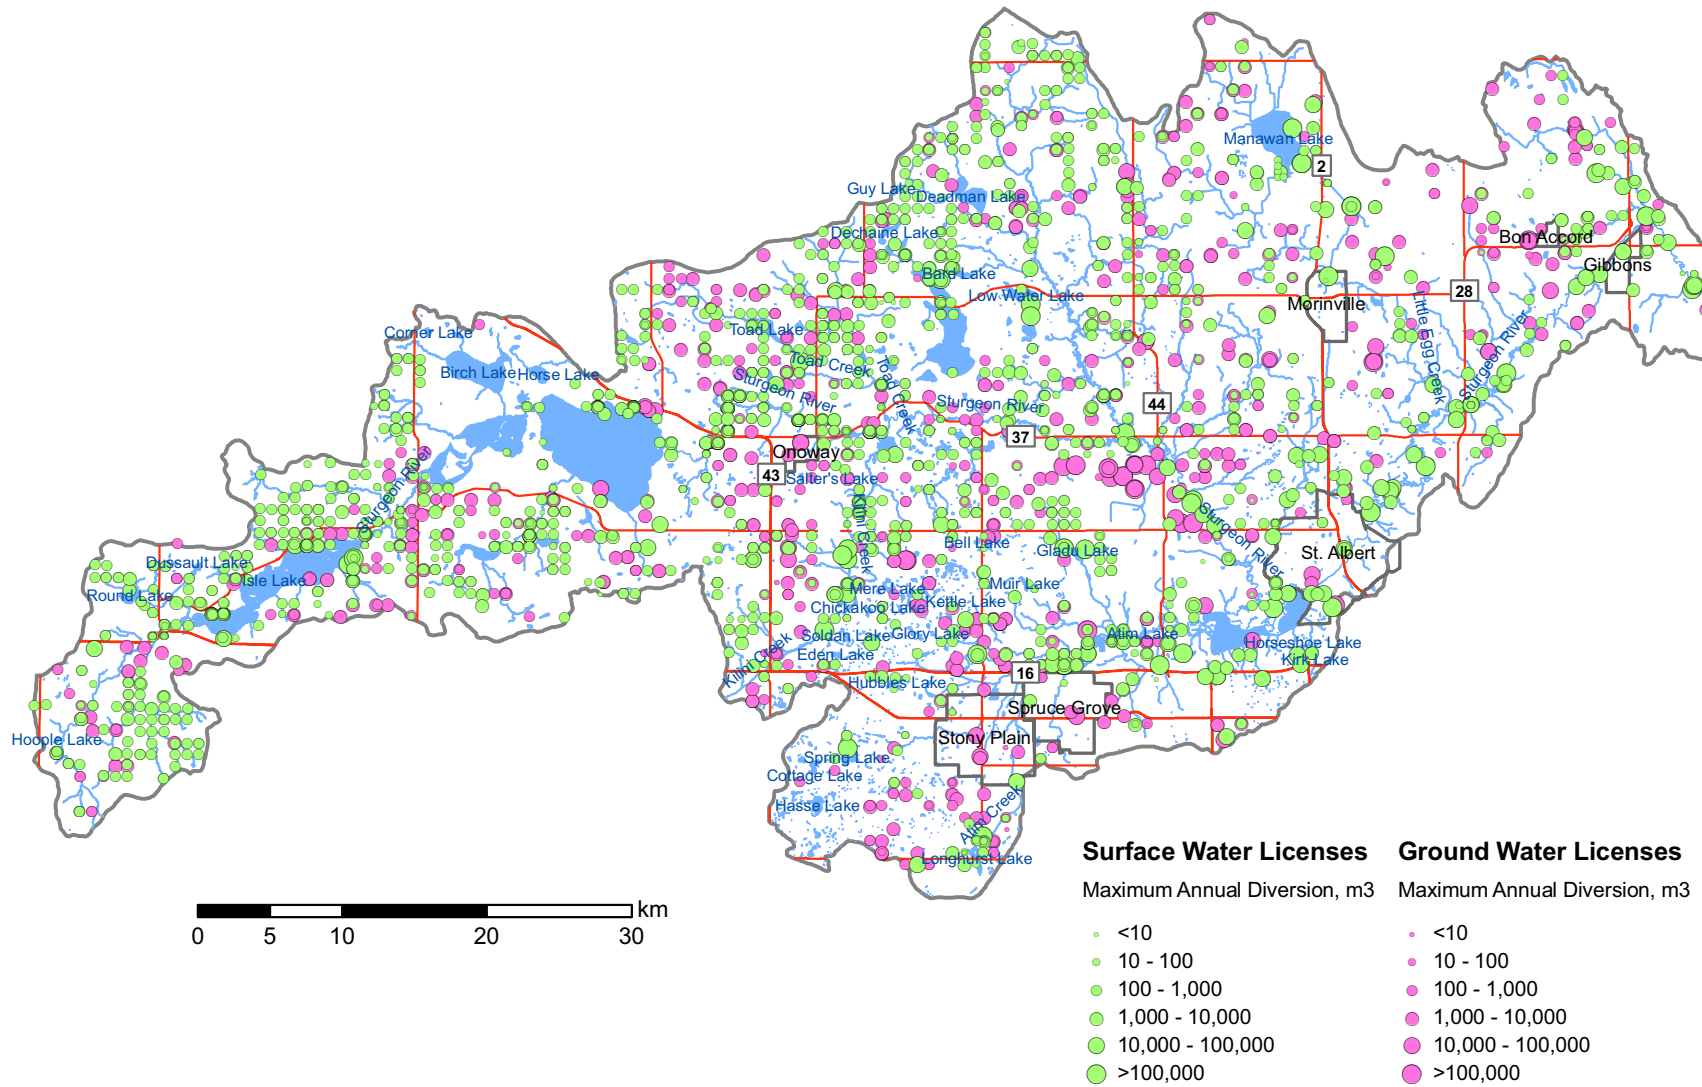 Manawan Lake
2
Guy Lake
Deadman Lake
Dechaine Lake
Bon Accord
Gibbons
Bare Lake
Low Water Lake
28
Morinville
Corner Lake
Toad Lake
Little Egg Creek
Sturgeon River
Birch Lake
Horse Lake
Toad Creek
Toad Creek
Sturgeon River
Sturgeon River
44
37
Onoway
43
Salter's Lake
Sturgeon River
Kilini Creek
Sturgeon River
Bell Lake
Gladu Lake
St. Albert
Dussault Lake
Isle Lake
Round Lake
Mere Lake
Muir Lake
Chickakoo Lake
Kettle Lake
Soldan Lake
Glory Lake
Atim Lake
Horseshoe Lake
Eden Lake
Kirk Lake
Kilini Creek
16
Hubbles Lake
Spruce Grove
Hoople Lake
Stony Plain
Spring Lake
Cottage Lake
Hasse Lake
Atim Creek
Longhurst Lake
km
0 5 10 20 30
Surface Water Licenses
Maximum Annual Diversion, m3
<10
10 - 100
100 - 1,000
1,000 - 10,000
10,000 - 100,000
>100,000
Ground Water Licenses
Maximum Annual Diversion, m3
<10
10 - 100
100 - 1,000
1,000 - 10,000
10,000 - 100,000
>100,000